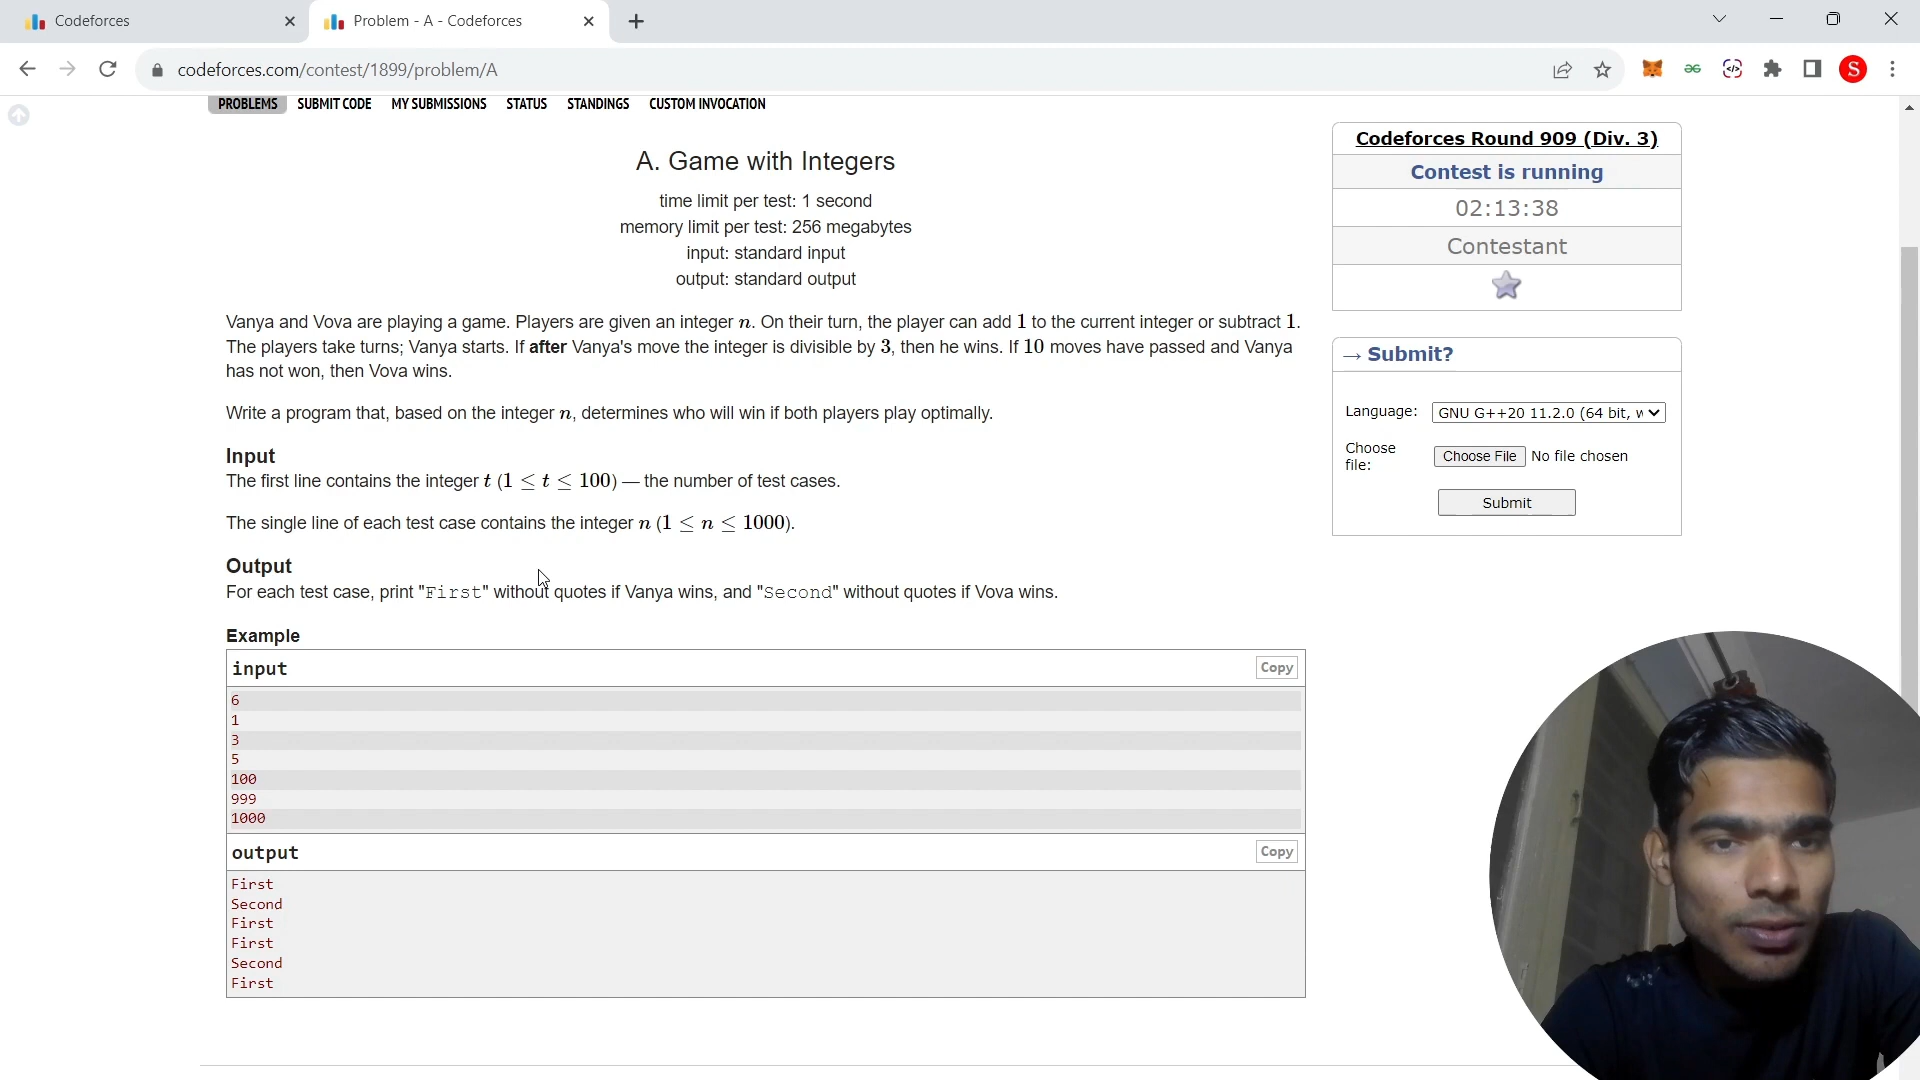 Codeforces
Problem - A - Codeforces
codeforces.com/contest/1899/problem/A
S
PROBLEMS SUBMIT CODE MY SUBMISSIONS STATUS STANDINGS CUSTOM INVOCATION
A. Game with Integers
time limit per test: 1 second
memory limit per test: 256 megabytes
input: standard input
output: standard output
Vanya and Vova are playing a game. Players are given an integer n. On their turn, the player can add 1 to the current integer or subtract 1.
The players take turns; Vanya starts. If after Vanya's move the integer is divisible by 3, then he wins. If 10 moves have passed and Vanya
has not won, then Vova wins.
Write a program that, based on the integer n, determines who will win if both players play optimally.
Input
The first line contains the integer t (1 ≤ t ≤ 100) — the number of test cases.
The single line of each test case contains the integer n (1 ≤ n ≤ 1000).
Output
For each test case, print "First" without quotes if Vanya wins, and "Second" without quotes if Vova wins.
Example
input
Copy
6
1
3
5
100
999
1000
output
Copy
First
Second
First
First
Second
First
Codeforces Round 909 (Div. 3)
Contest is running
02:13:38
Contestant
→ Submit?
Language: GNU G++20 11.2.0 (64 bit, w
Choose
file:
Choose File No file chosen
Submit